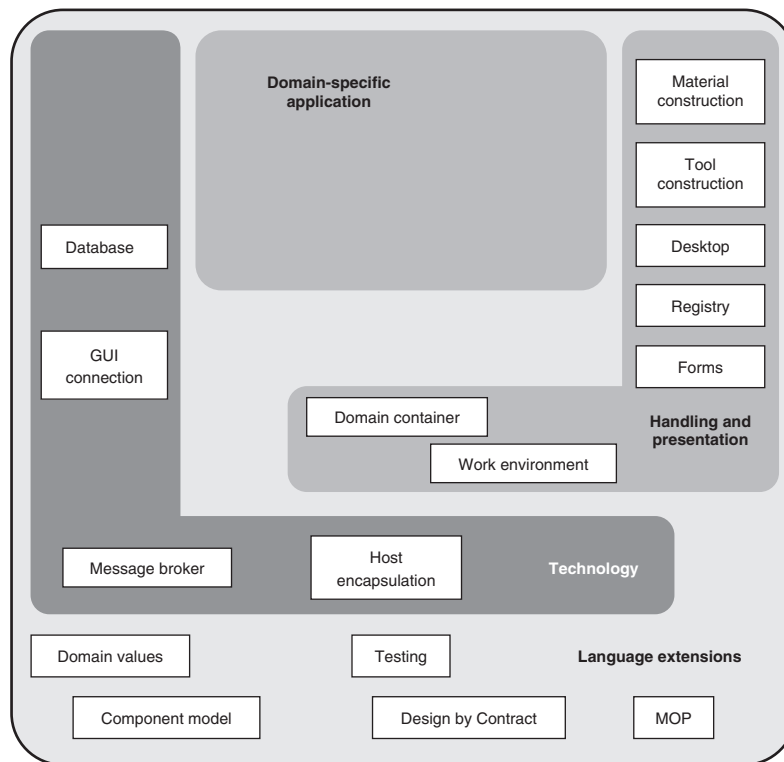 Domain-specific
application
Material
construction
Tool
construction
Database
Desktop
Registry
GUI
connection
Forms
Domain container
Handling and
presentation
Work environment
Message broker
Host
encapsulation
Technology
Domain values
Testing
Language extensions
Component model
Design by Contract
MOP